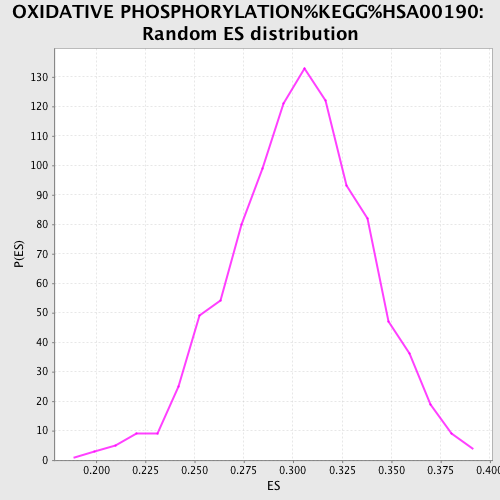 OXIDATIVE PHOSPHORYLATION%KEGG%HSA00190:
Random ES distribution
130
120
110
100
90
80
70
60
50
40
30
20
10
0
P(ES)
0.200 0.225 0.250 0.275 0.300 0.325 0.350 0.375 0.400
ES